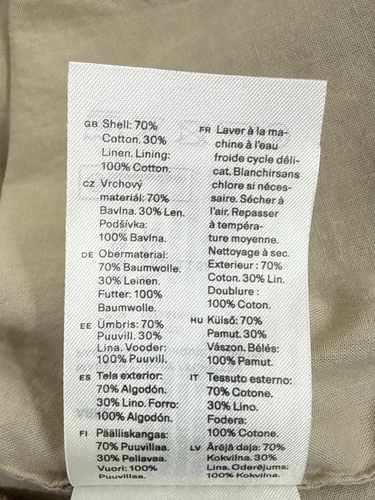 GB Shell: 70%
Cotton. 30%
Linen. Lining:
100% Cotton.
CZ Vrchový
materiál: 70%
Bavlna. 30% Len.
Podšívka:
100% Bavlna.
DE Obermaterial:
70% Baumwolle.
30% Leinen.
Futter: 100%
Baumwolle.
EE Ümbris: 70%
Puuvill. 30%
Lina. Vooder:
100% Puuvill.
ES Tela exterior:
70% Algodón.
30% Lino. Forro:
100% Algodón.
FI Päälliskangas:
70% Puuvillaa.
30% Pellavaa.
Vuori: 100%
Puuvillaa.
FR Laver à la ma-
chine à l'eau
froide cycle déli-
cat. Blanchirsans
chlore si néces-
saire. Sécher à
l'air. Repasser
à tempéra-
ture moyenne.
Nettoyage à sec.
Exterieur : 70%
Coton. 30% Lin.
Doublure :
100% Coton.
HU Külső: 70%
Pamut. 30%
Vászon. Bélés:
100% Pamut.
IT Tessuto esterno:
70% Cotone.
30% Lino.
Fodera:
100% Cotone.
LV Ārējā daļa: 70%
Kokvilna. 30%
Lina. Oderējums:
100% Kokvilna.